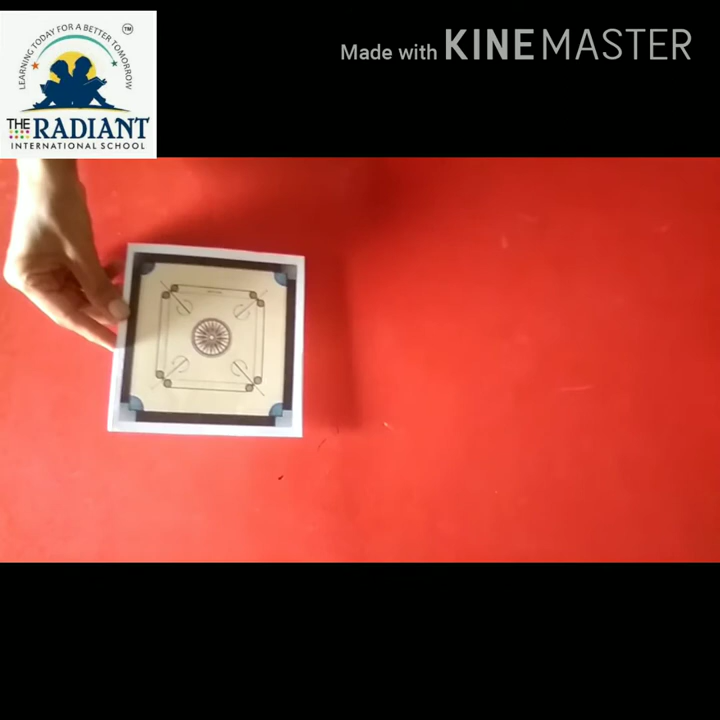 LEARNING TODAY FOR A BETTER TOMORROW
TM
THE RADIANT
INTERNATIONAL SCHOOL
Made with KINEMASTER